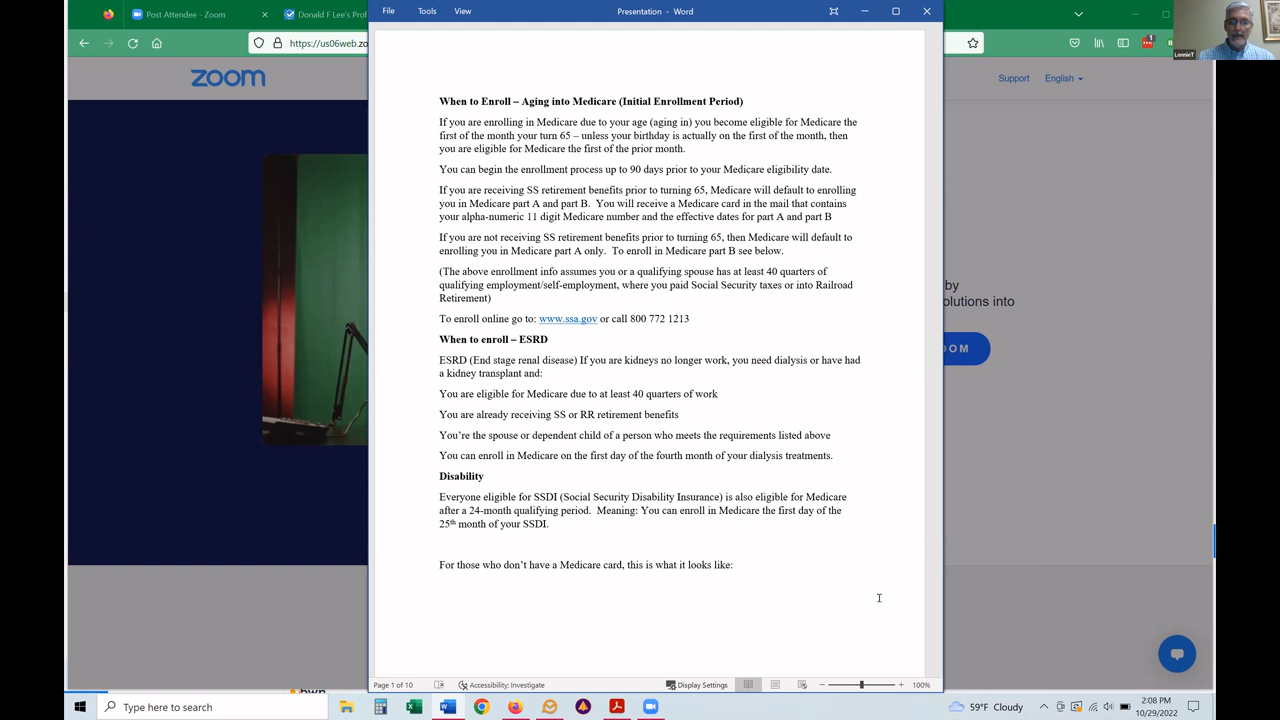 Post Attendee - Zoom
Donald F Lee's Prof
File
Tools
View
Presentation - Word
https://us06web.zo
LonnieT
zoom
Support
English
When to Enroll – Aging into Medicare (Initial Enrollment Period)
If you are enrolling in Medicare due to your age (aging in) you become eligible for Medicare the
first of the month your turn 65 – unless your birthday is actually on the first of the month, then
you are eligible for Medicare the first of the prior month.
You can begin the enrollment process up to 90 days prior to your Medicare eligibility date.
If you are receiving SS retirement benefits prior to turning 65, Medicare will default to enrolling
you in Medicare part A and part B.  You will receive a Medicare card in the mail that contains
your alpha-numeric 11 digit Medicare number and the effective dates for part A and part B
If you are not receiving SS retirement benefits prior to turning 65, then Medicare will default to
enrolling you in Medicare part A only.  To enroll in Medicare part B see below.
(The above enrollment info assumes you or a qualifying spouse has at least 40 quarters of
qualifying employment/self-employment, where you paid Social Security taxes or into Railroad
Retirement)
To enroll online go to: www.ssa.gov or call 800 772 1213
When to enroll – ESRD
ESRD (End stage renal disease) If you are kidneys no longer work, you need dialysis or have had
a kidney transplant and:
You are eligible for Medicare due to at least 40 quarters of work
You are already receiving SS or RR retirement benefits
You're the spouse or dependent child of a person who meets the requirements listed above
You can enroll in Medicare on the first day of the fourth month of your dialysis treatments.
Disability
Everyone eligible for SSDI (Social Security Disability Insurance) is also eligible for Medicare
after a 24-month qualifying period.  Meaning: You can enroll in Medicare the first day of the
25th month of your SSDI.
For those who don't have a Medicare card, this is what it looks like:
by
olutions into
OOM
Page 1 of 10
Accessibility: Investigate
Display Settings
100%
Type here to search
59°F Cloudy
2:08 PM
10/29/2022